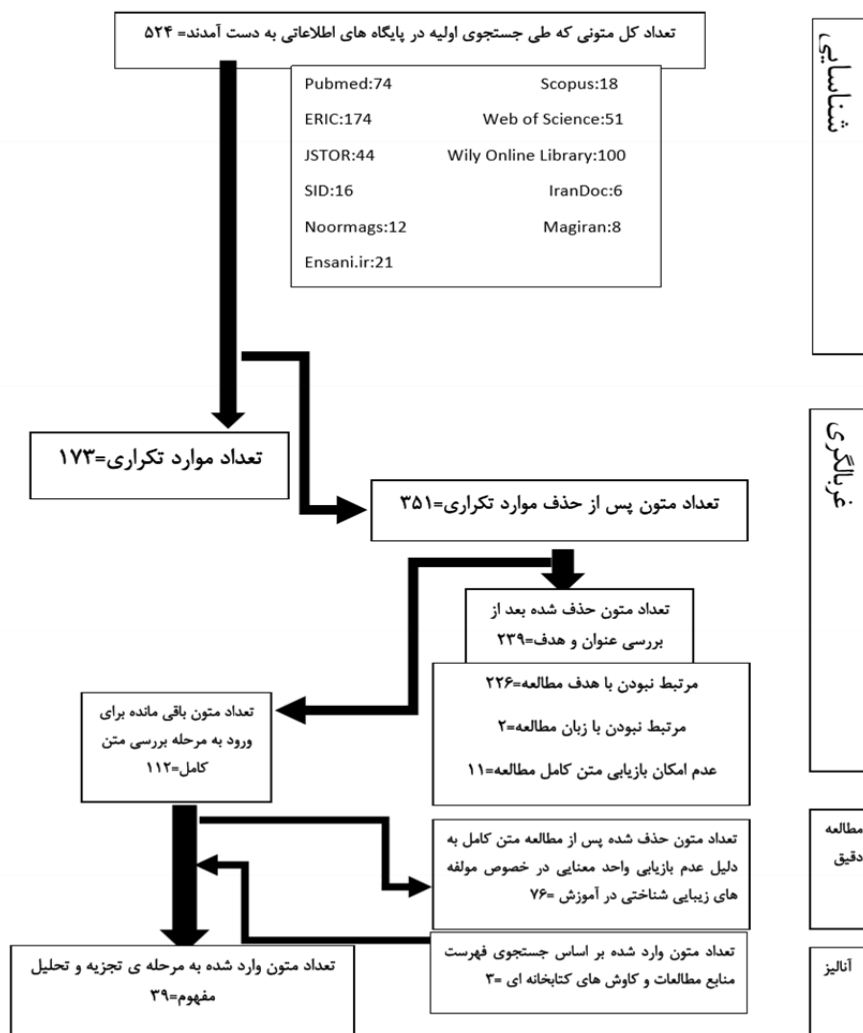 تعداد کل متونی که طی جستجوی اولیه در پایگاه های اطلاعاتی به دست آمدند= ۵۲۴
شناسایی
Pubmed:74 Scopus:18
ERIC:174 Web of Science:51
JSTOR:44 Wily Online Library:100
SID:16 IranDoc:6
Noormags:12 Magiran:8
Ensani.ir:21
غربالگری
تعداد موارد تکراری=۱۷۳
تعداد متون پس از حذف موارد تکراری=۳۵۱
تعداد متون حذف شده بعد از
بررسی عنوان و هدف=۲۳۹
مرتبط نبودن با هدف مطالعه=۲۲۶
مرتبط نبودن با زبان مطالعه=۲
عدم امکان بازیابی متن کامل مطالعه=۱۱
تعداد متون باقی مانده برای
ورود به مرحله بررسی متن
کامل=۱۱۲
مطالعه
دقیق
تعداد متون حذف شده پس از مطالعه متن کامل به
دلیل عدم بازیابی واحد معنایی در خصوص مولفه
های زیبایی شناختی در آموزش =۷۶
آنالیز
تعداد متون وارد شده بر اساس جستجوی فهرست
منابع مطالعات و کاوش های کتابخانه ای =۳
تعداد متون وارد شده به مرحله ی تجزیه و تحلیل
مفهوم=۳۹